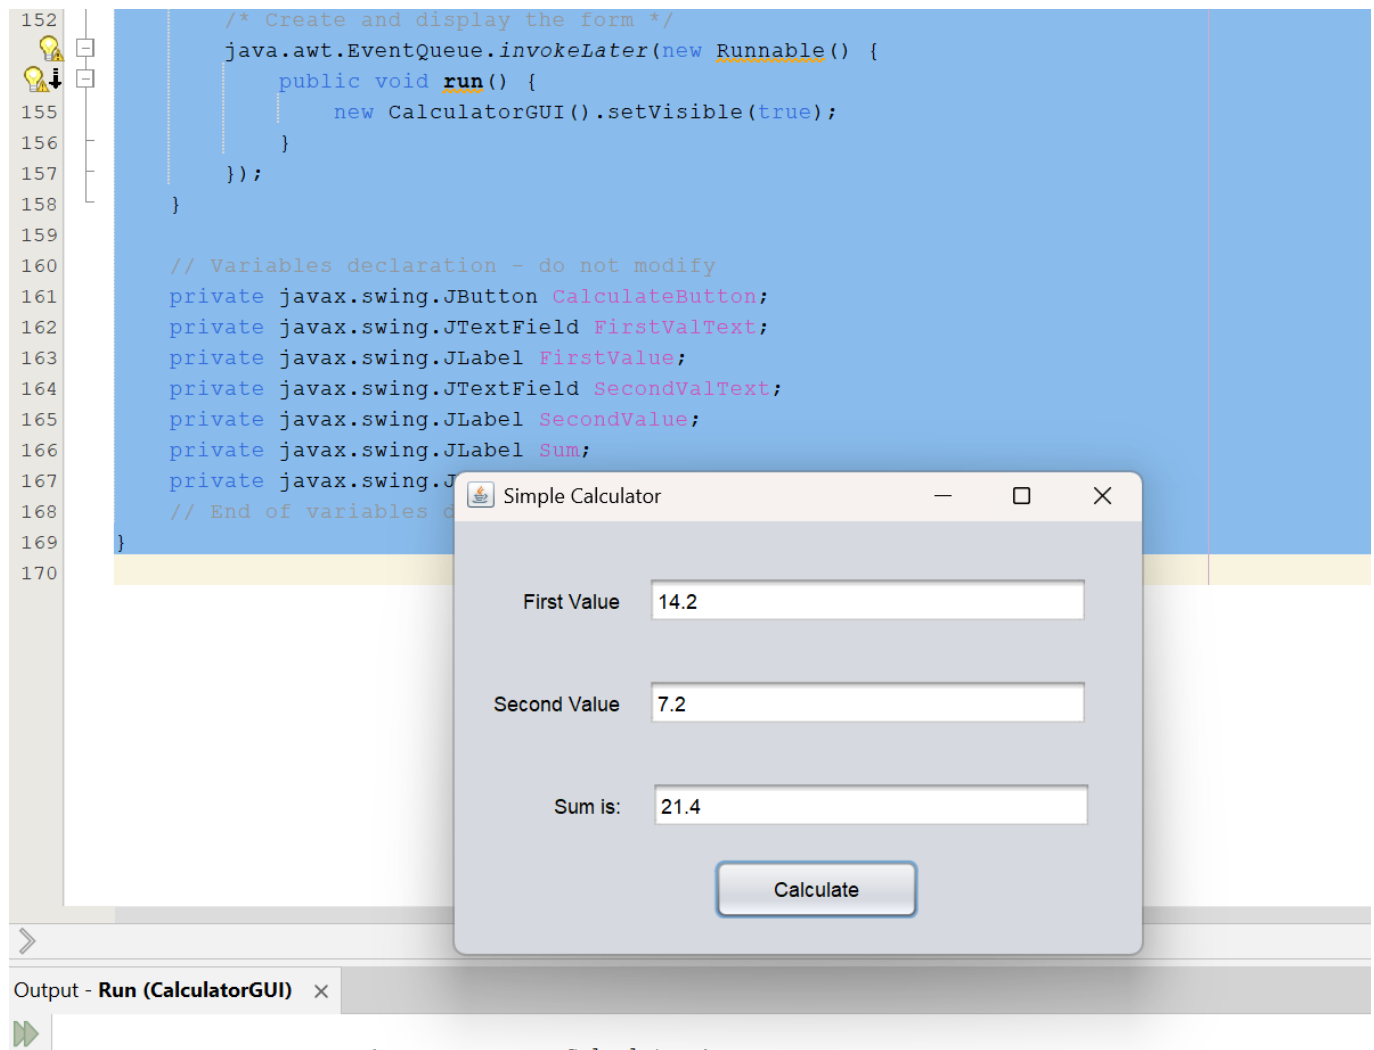 152 /* Create and display the form */
java.awt.EventQueue.invokeLater(new Runnable() {
public void run() {
155 new CalculatorGUI().setVisible(true);
156 }
157 });
158 }
159
160 // Variables declaration - do not modify
161 private javax.swing.JButton CalculateButton;
162 private javax.swing.JTextField FirstValText;
163 private javax.swing.JLabel FirstValue;
164 private javax.swing.JTextField SecondValText;
165 private javax.swing.JLabel SecondValue;
166 private javax.swing.JLabel Sum;
167 private javax.swing.J
168 // End of variables d
169 }
170
Simple Calculator
First Value 14.2
Second Value 7.2
Sum is: 21.4
Calculate
Output - Run (CalculatorGUI)